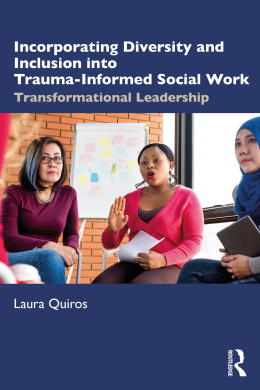 Incorporating Diversity and
Inclusion into
Trauma-Informed Social Work
Transformational Leadership
Laura Quiros
ROUTLEDGE